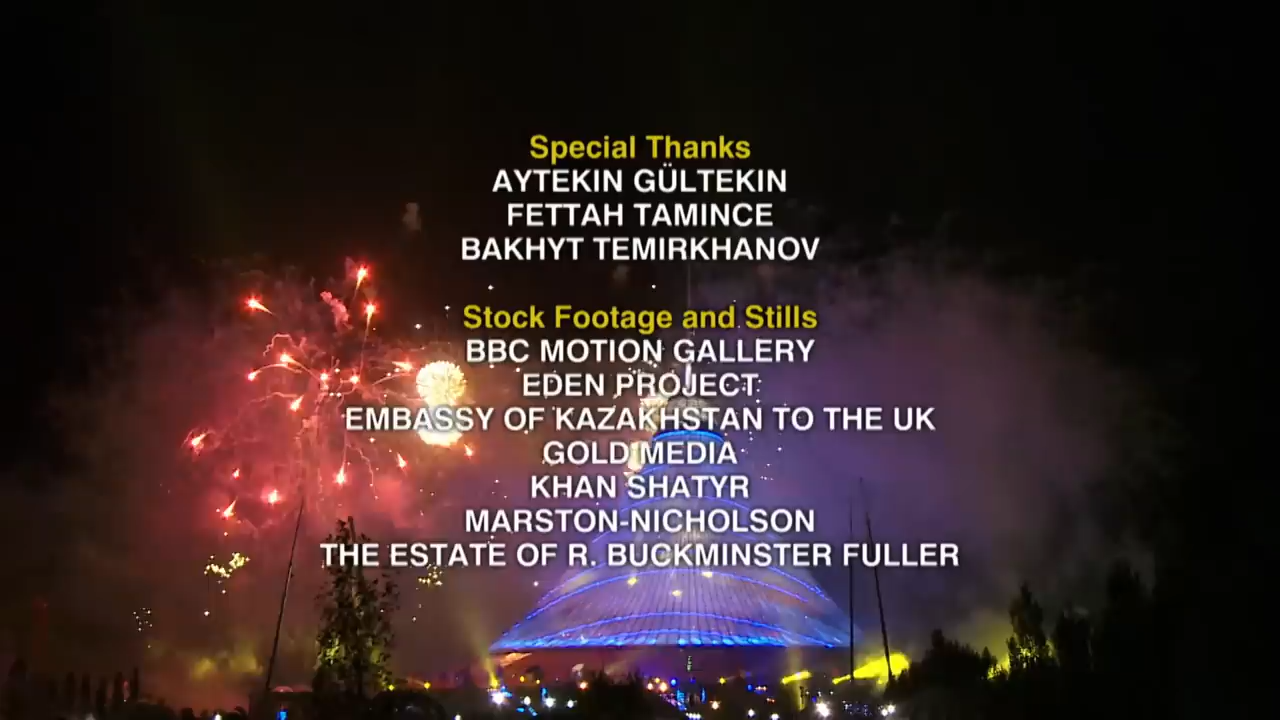 Special Thanks
AYTEKIN GÜLTEKIN
FETTAH TAMINCE
BAKHYT TEMIRKHANOV
Stock Footage and Stills
BBC MOTION GALLERY
EDEN PROJECT
EMBASSY OF KAZAKHSTAN TO THE UK
GOLD MEDIA
KHAN SHATYR
MARSTON-NICHOLSON
THE ESTATE OF R. BUCKMINSTER FULLER